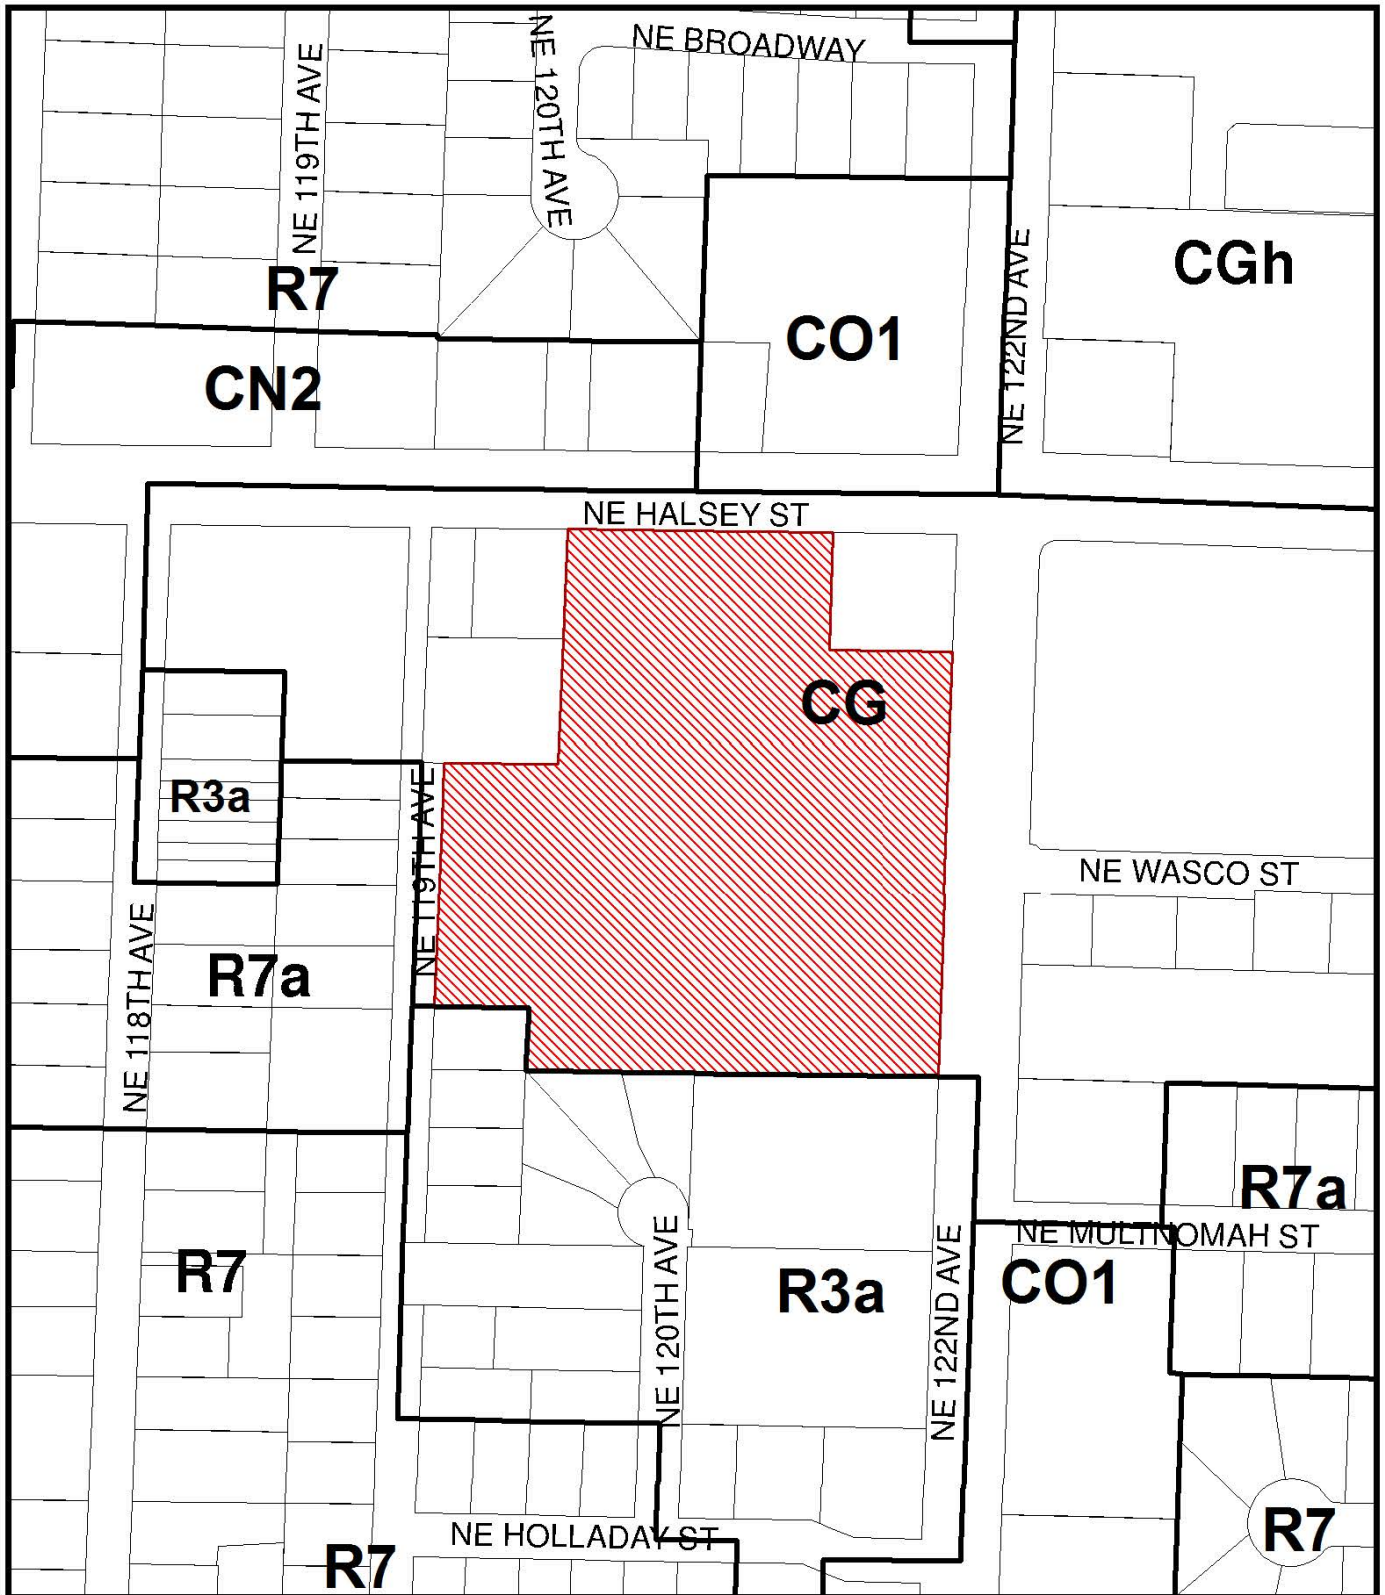 NE BROADWAY
NE 119TH AVE
NE 120TH AVE
CGh
R7
CO1
NE 122ND AVE
CN2
NE HALSEY ST
CG
R3a
NE 119TH AVE
NE WASCO ST
R7a
NE 118TH AVE
R7a
NE MULTNOMAH ST
R7
CO1
R3a
NE 120TH AVE
NE 122ND AVE
NE HOLLADAY ST
R7
R7